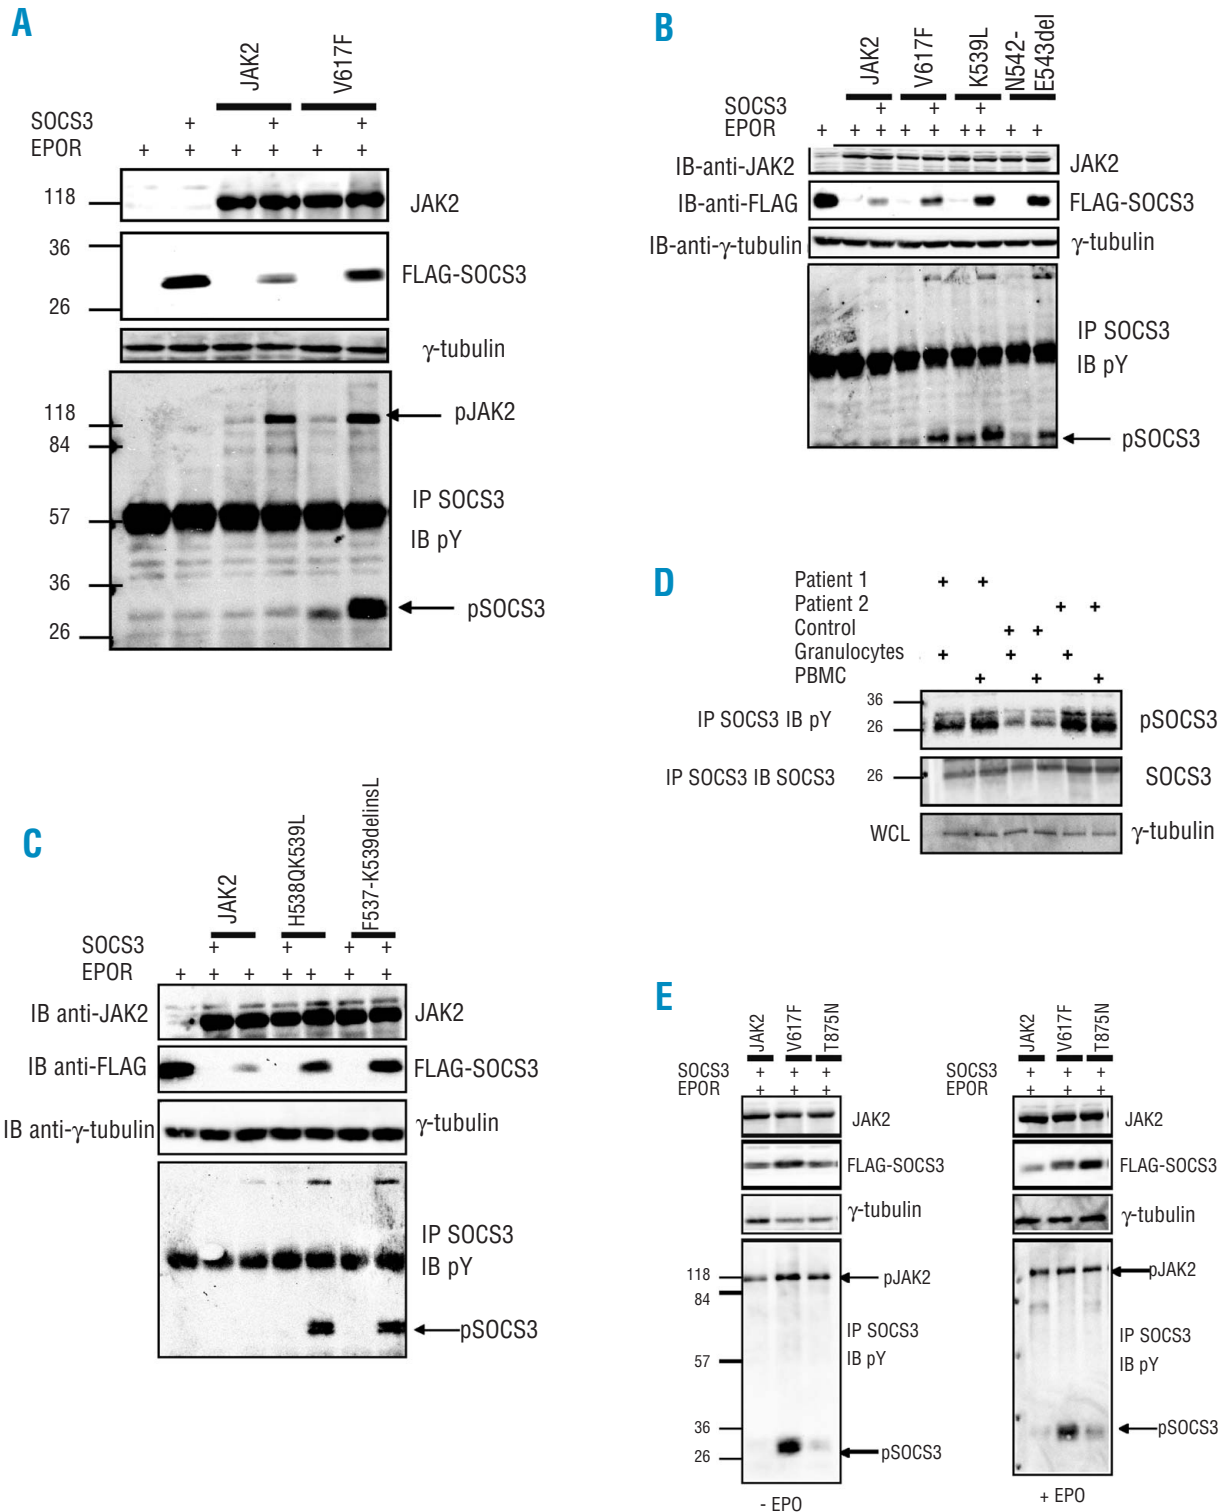 A
JAK2
V617F
SOCS3 + + +
EPOR + + + + + +
118
JAK2
36
FLAG-SOCS3
26
γ-tubulin
118
pJAK2
84
IP SOCS3
57
IB pY
36
pSOCS3
26
B
JAK2
V617F
K539L
N542-
E543del
SOCS3 + + +
EPOR + + + + + + + + +
IB-anti-JAK2 JAK2
IB-anti-FLAG FLAG-SOCS3
IB-anti-γ-tubulin γ-tubulin
IP SOCS3
IB pY
pSOCS3
D
Patient 1 + +
Patient 2 + +
Control + +
Granulocytes + + +
PBMC + + +
36
IP SOCS3 IB pY pSOCS3
26
IP SOCS3 IB SOCS3 26 SOCS3
WCL γ-tubulin
C
JAK2
H538QK539L
F537-K539delinsL
SOCS3 + + + +
EPOR + + + + + + +
IB anti-JAK2 JAK2
IB anti-FLAG FLAG-SOCS3
IB anti-γ-tubulin γ-tubulin
IP SOCS3
IB pY
pSOCS3
E
JAK2
V617F
T875N
SOCS3 + + +
EPOR + + +
JAK2
FLAG-SOCS3
γ-tubulin
118
pJAK2
84
IP SOCS3
57
IB pY
36
pSOCS3
26
- EPO
JAK2
V617F
T875N
SOCS3 + + +
EPOR + + +
JAK2
FLAG-SOCS3
γ-tubulin
pJAK2
IP SOCS3
IB pY
pSOCS3
+ EPO